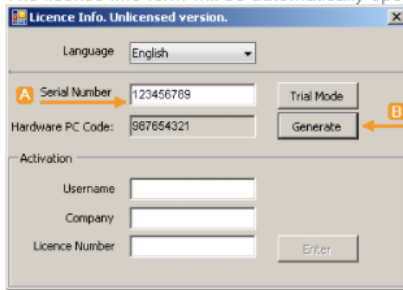 Licence Info. Unlicensed version.
Language English
A Serial Number 123456789 Trial Mode
B
Hardware PC Code: 987654321 Generate
Activation
Username
Company
Licence Number Enter